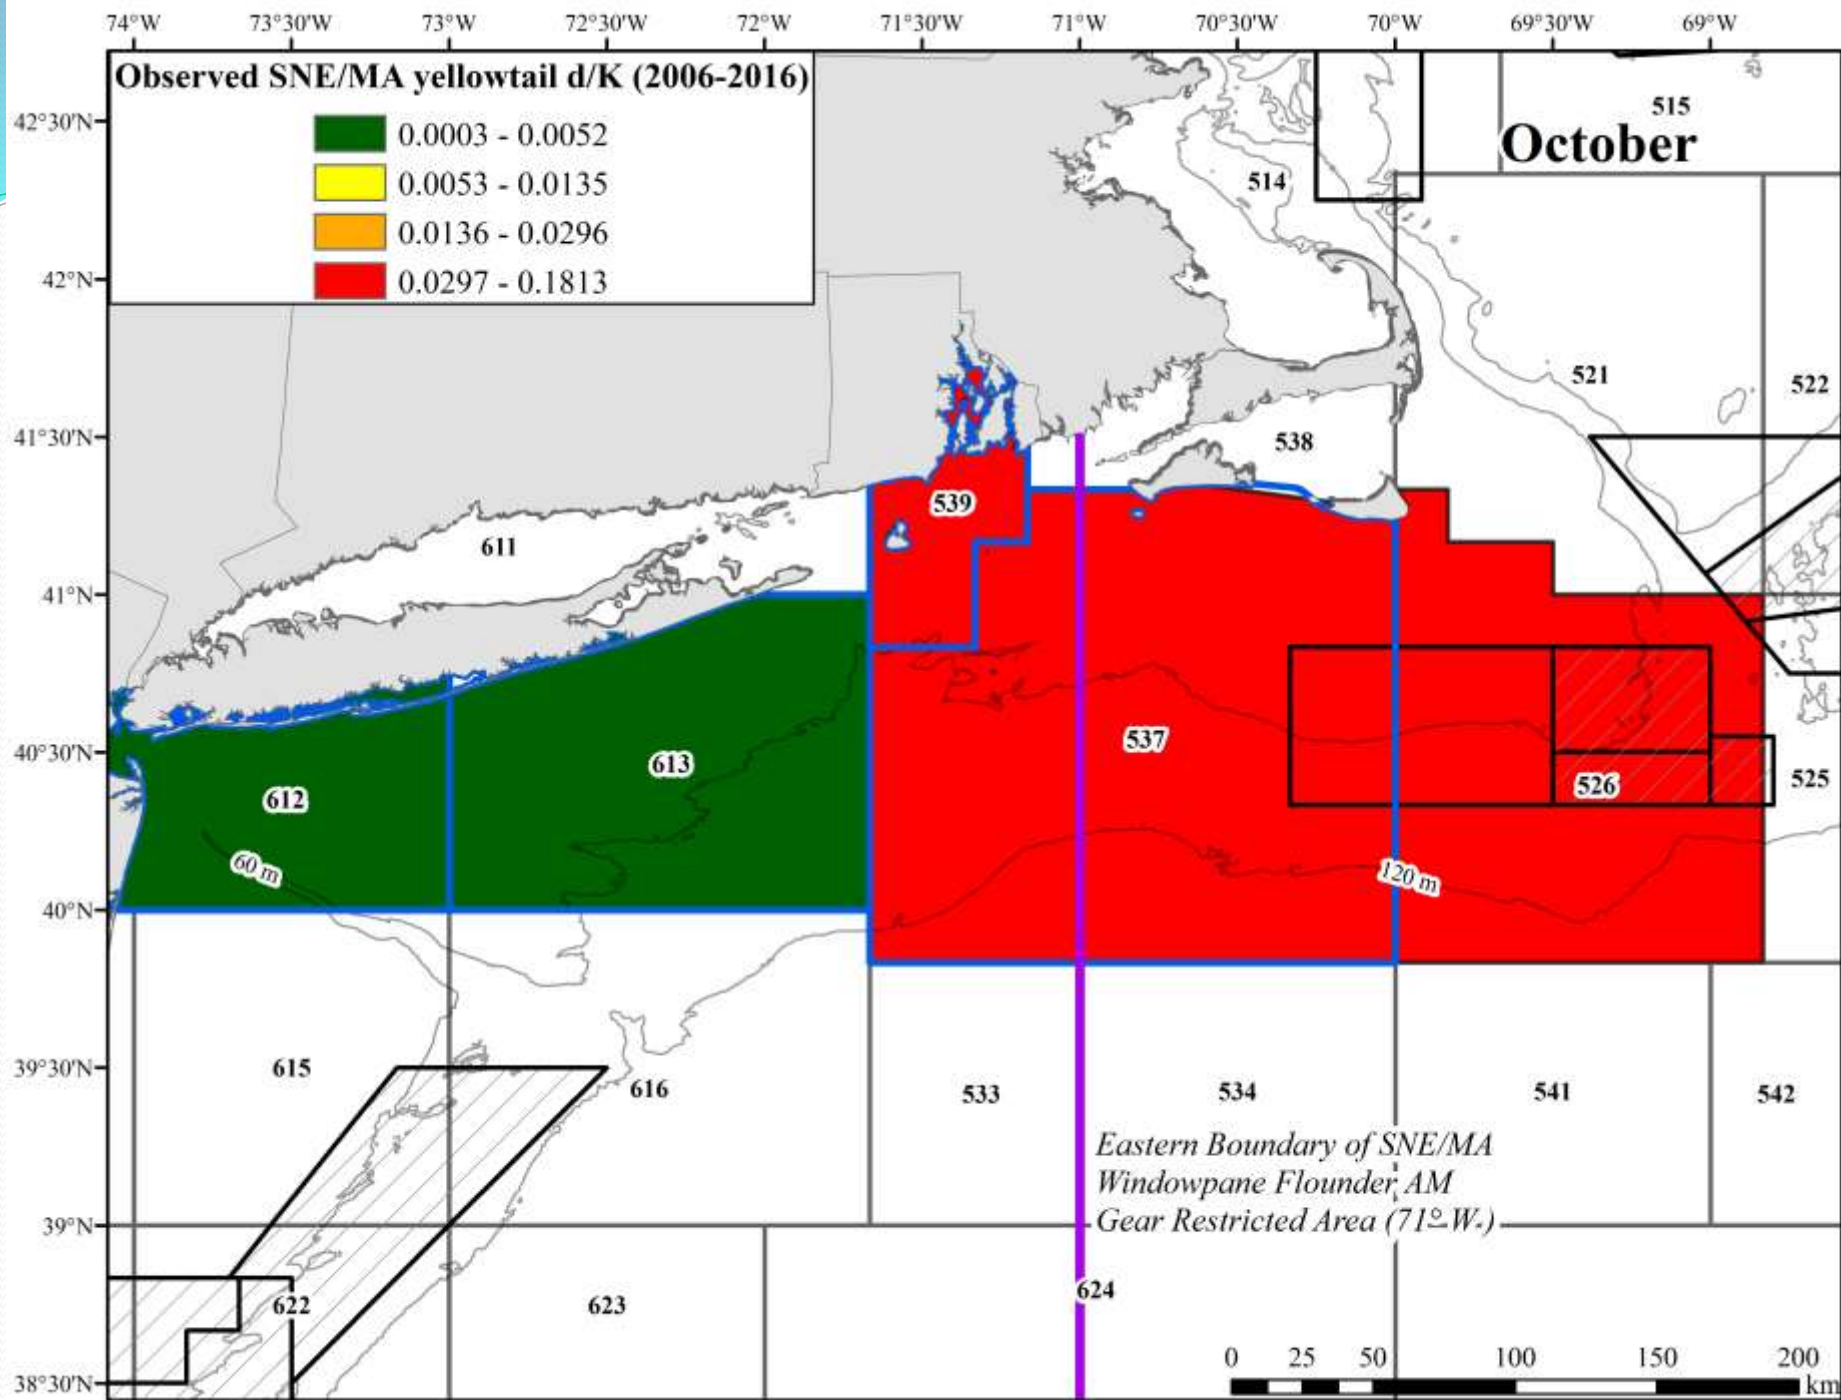 74°W 73°30'W 73°W 72°30'W 72°W 71°30'W 71°W 70°30'W 70°W 69°30'W 69°W
Observed SNE/MA yellowtail d/K (2006-2016)
0.0003 - 0.0052
0.0053 - 0.0135
0.0136 - 0.0296
0.0297 - 0.1813
515
October
42°30'N
514
42°N
521
522
41°30'N
538
539
611
41°N
537
40°30'N
613
612
526
525
60 m
120 m
40°N
39°30'N
615
616
533
534
541
542
Eastern Boundary of SNE/MA
Windowpane Flounder AM
Gear Restricted Area (71° W.)
39°N
622
623
624
38°30'N
0 25 50 100 150 200
km